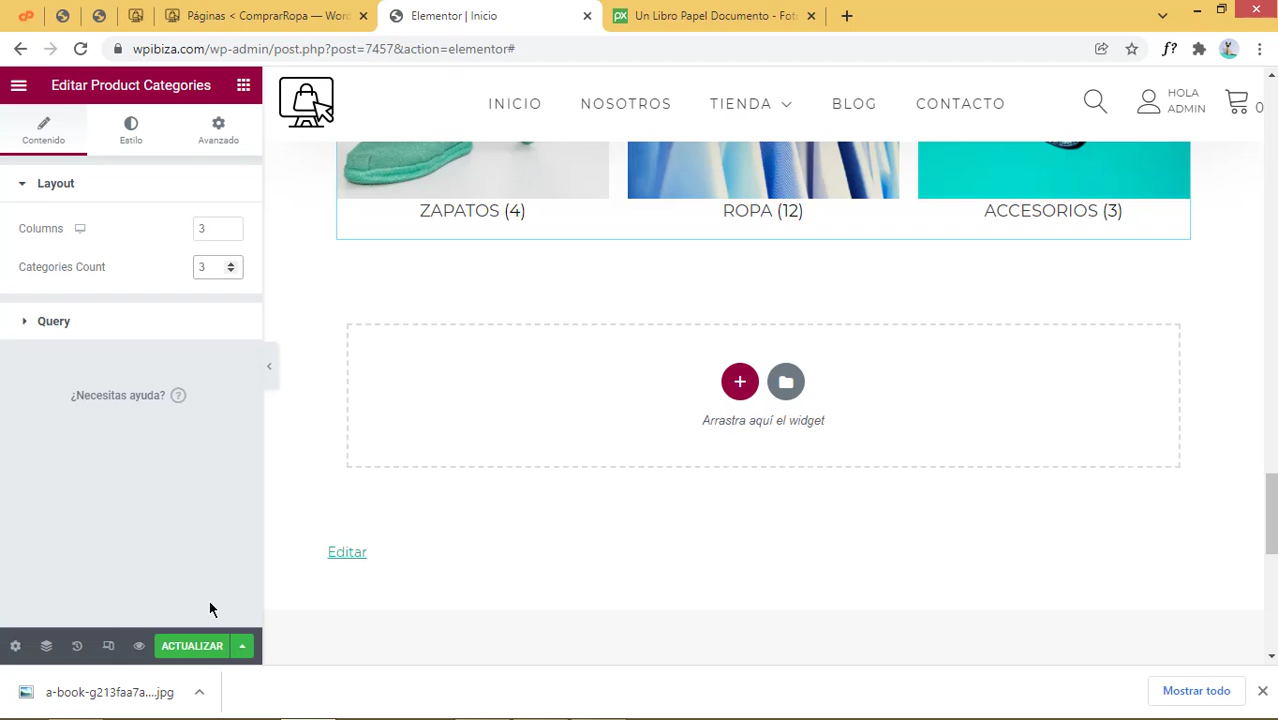 Páginas < ComprarRopa — Wor
Elementor | Inicio
Un Libro Papel Documento - Fot
wpibiza.com/wp-admin/post.php?post=7457&action=elementor#
Editar Product Categories
Contenido
Estilo
Avanzado
Layout
Columns 3
Categories Count 3
Query
¿Necesitas ayuda? ?
ACTUALIZAR
INICIO NOSOTROS TIENDA BLOG CONTACTO
HOLA
ADMIN
0
ZAPATOS (4)
ROPA (12)
ACCESORIOS (3)
Arrastra aquí el widget
Editar
a-book-g213faa7a....jpg
Mostrar todo